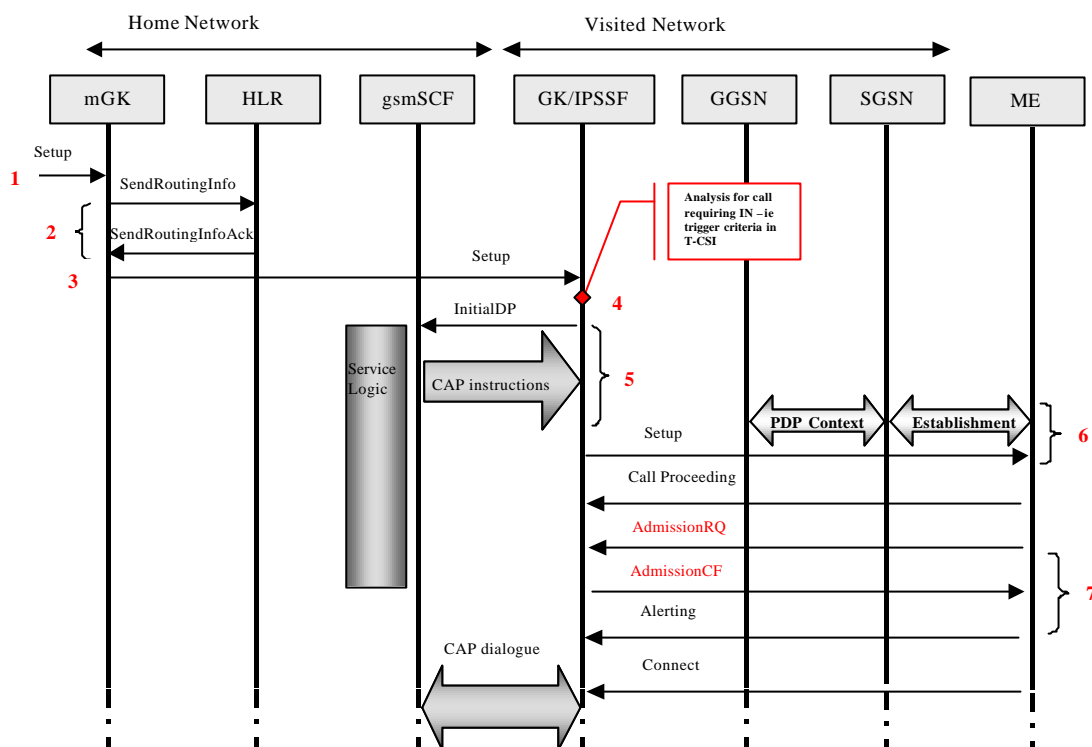 Home Network
Visited Network
mGK
HLR
gsmSCF
GK/IPSSF
GGSN
SGSN
ME
Setup
1
SendRoutingInfo
2
SendRoutingInfoAck
3
Setup
Analysis for call
requiring IN – ie
trigger criteria in
T-CSI
4
InitialDP
Service
Logic
CAP instructions
5
PDP Context
Establishment
6
Setup
Call Proceeding
AdmissionRQ
AdmissionCF
7
Alerting
CAP dialogue
Connect